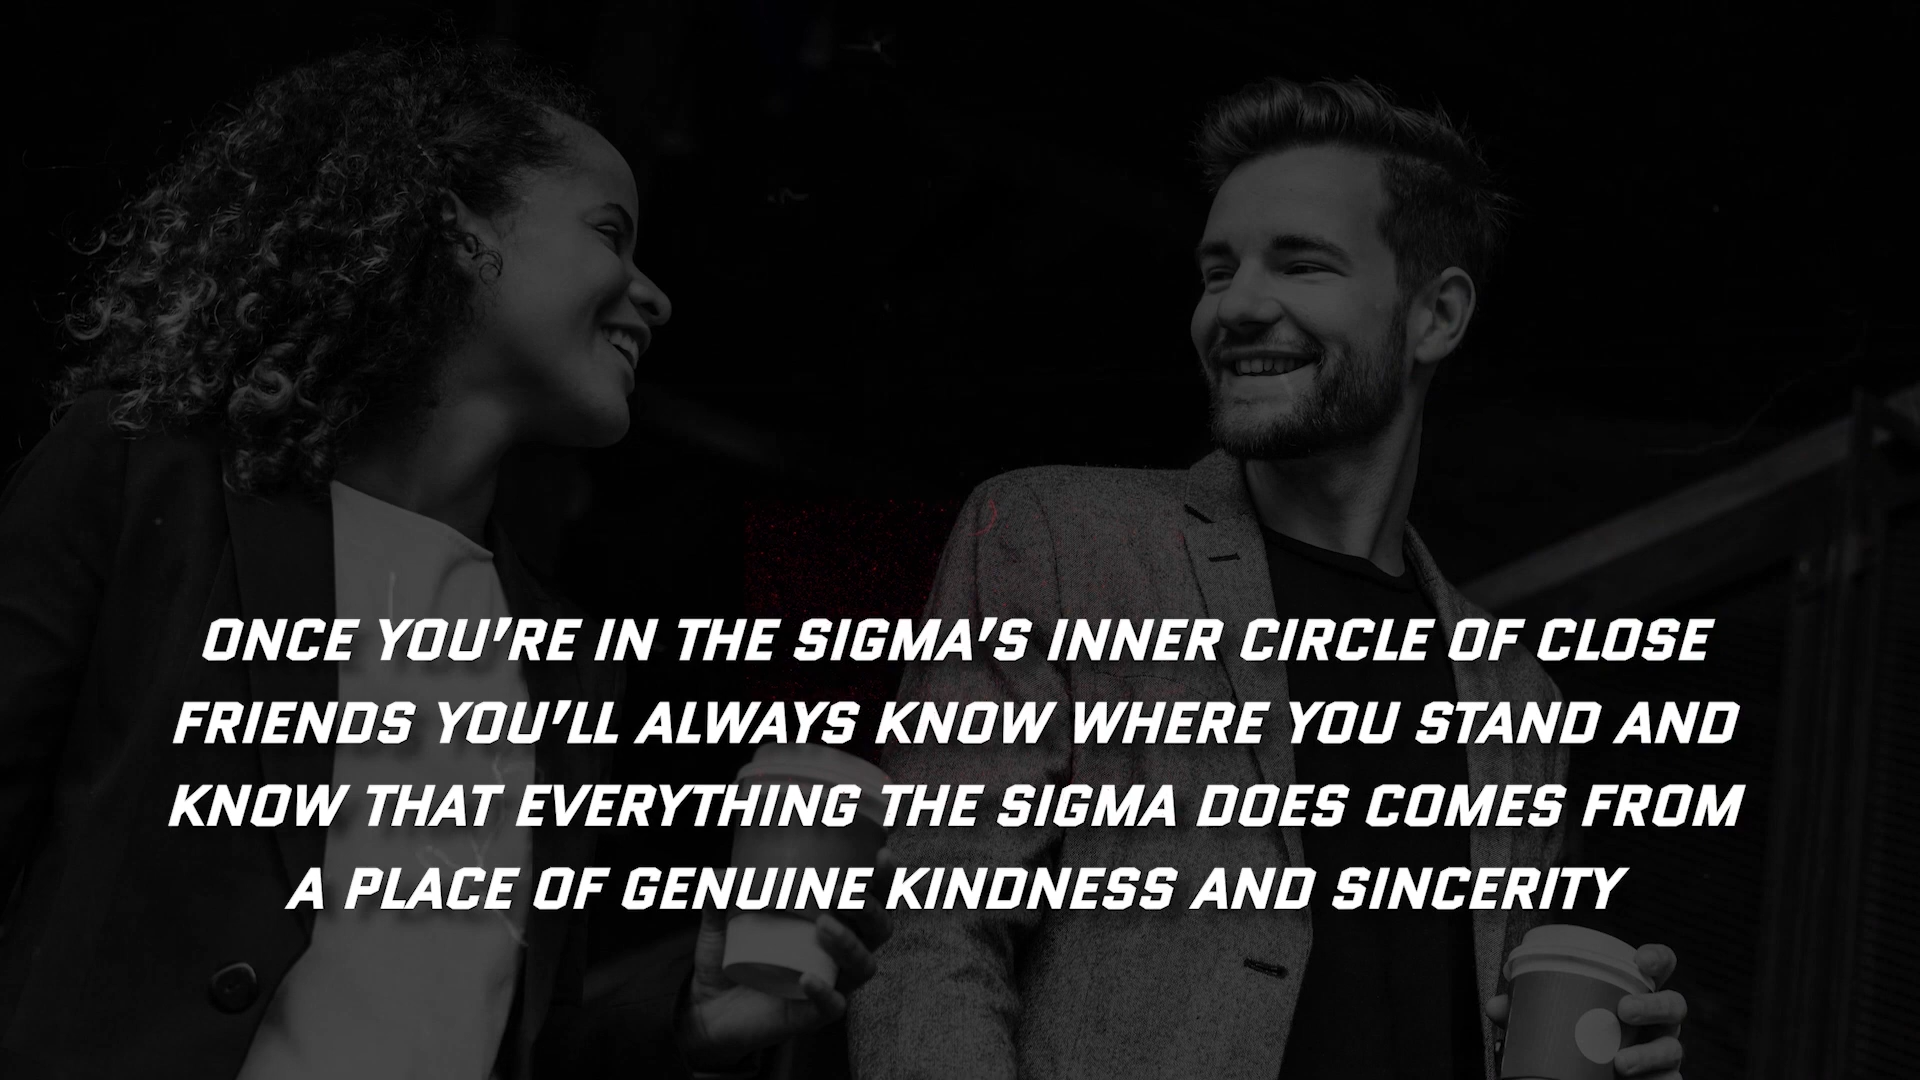 ONCE YOU'RE IN THE SIGMA'S INNER CIRCLE OF CLOSE
FRIENDS YOU'LL ALWAYS KNOW WHERE YOU STAND AND
KNOW THAT EVERYTHING THE SIGMA DOES COMES FROM
A PLACE OF GENUINE KINDNESS AND SINCERITY